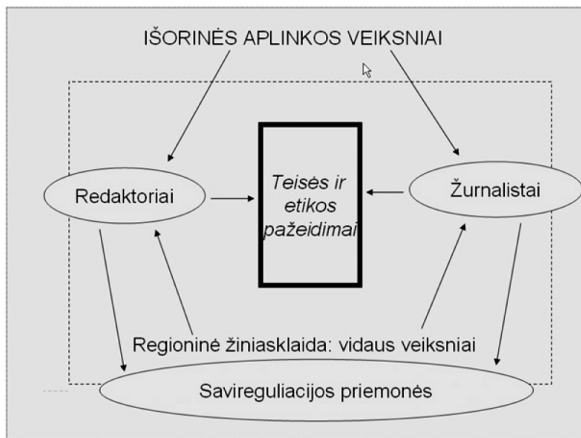 IŠORINĖS APLINKOS VEIKSNIAI
Redaktoriai
Teisės ir
etikos
pažeidimai
Žurnalistai
Regioninė žiniasklaida: vidaus veiksniai
Savireguliacijos priemonės